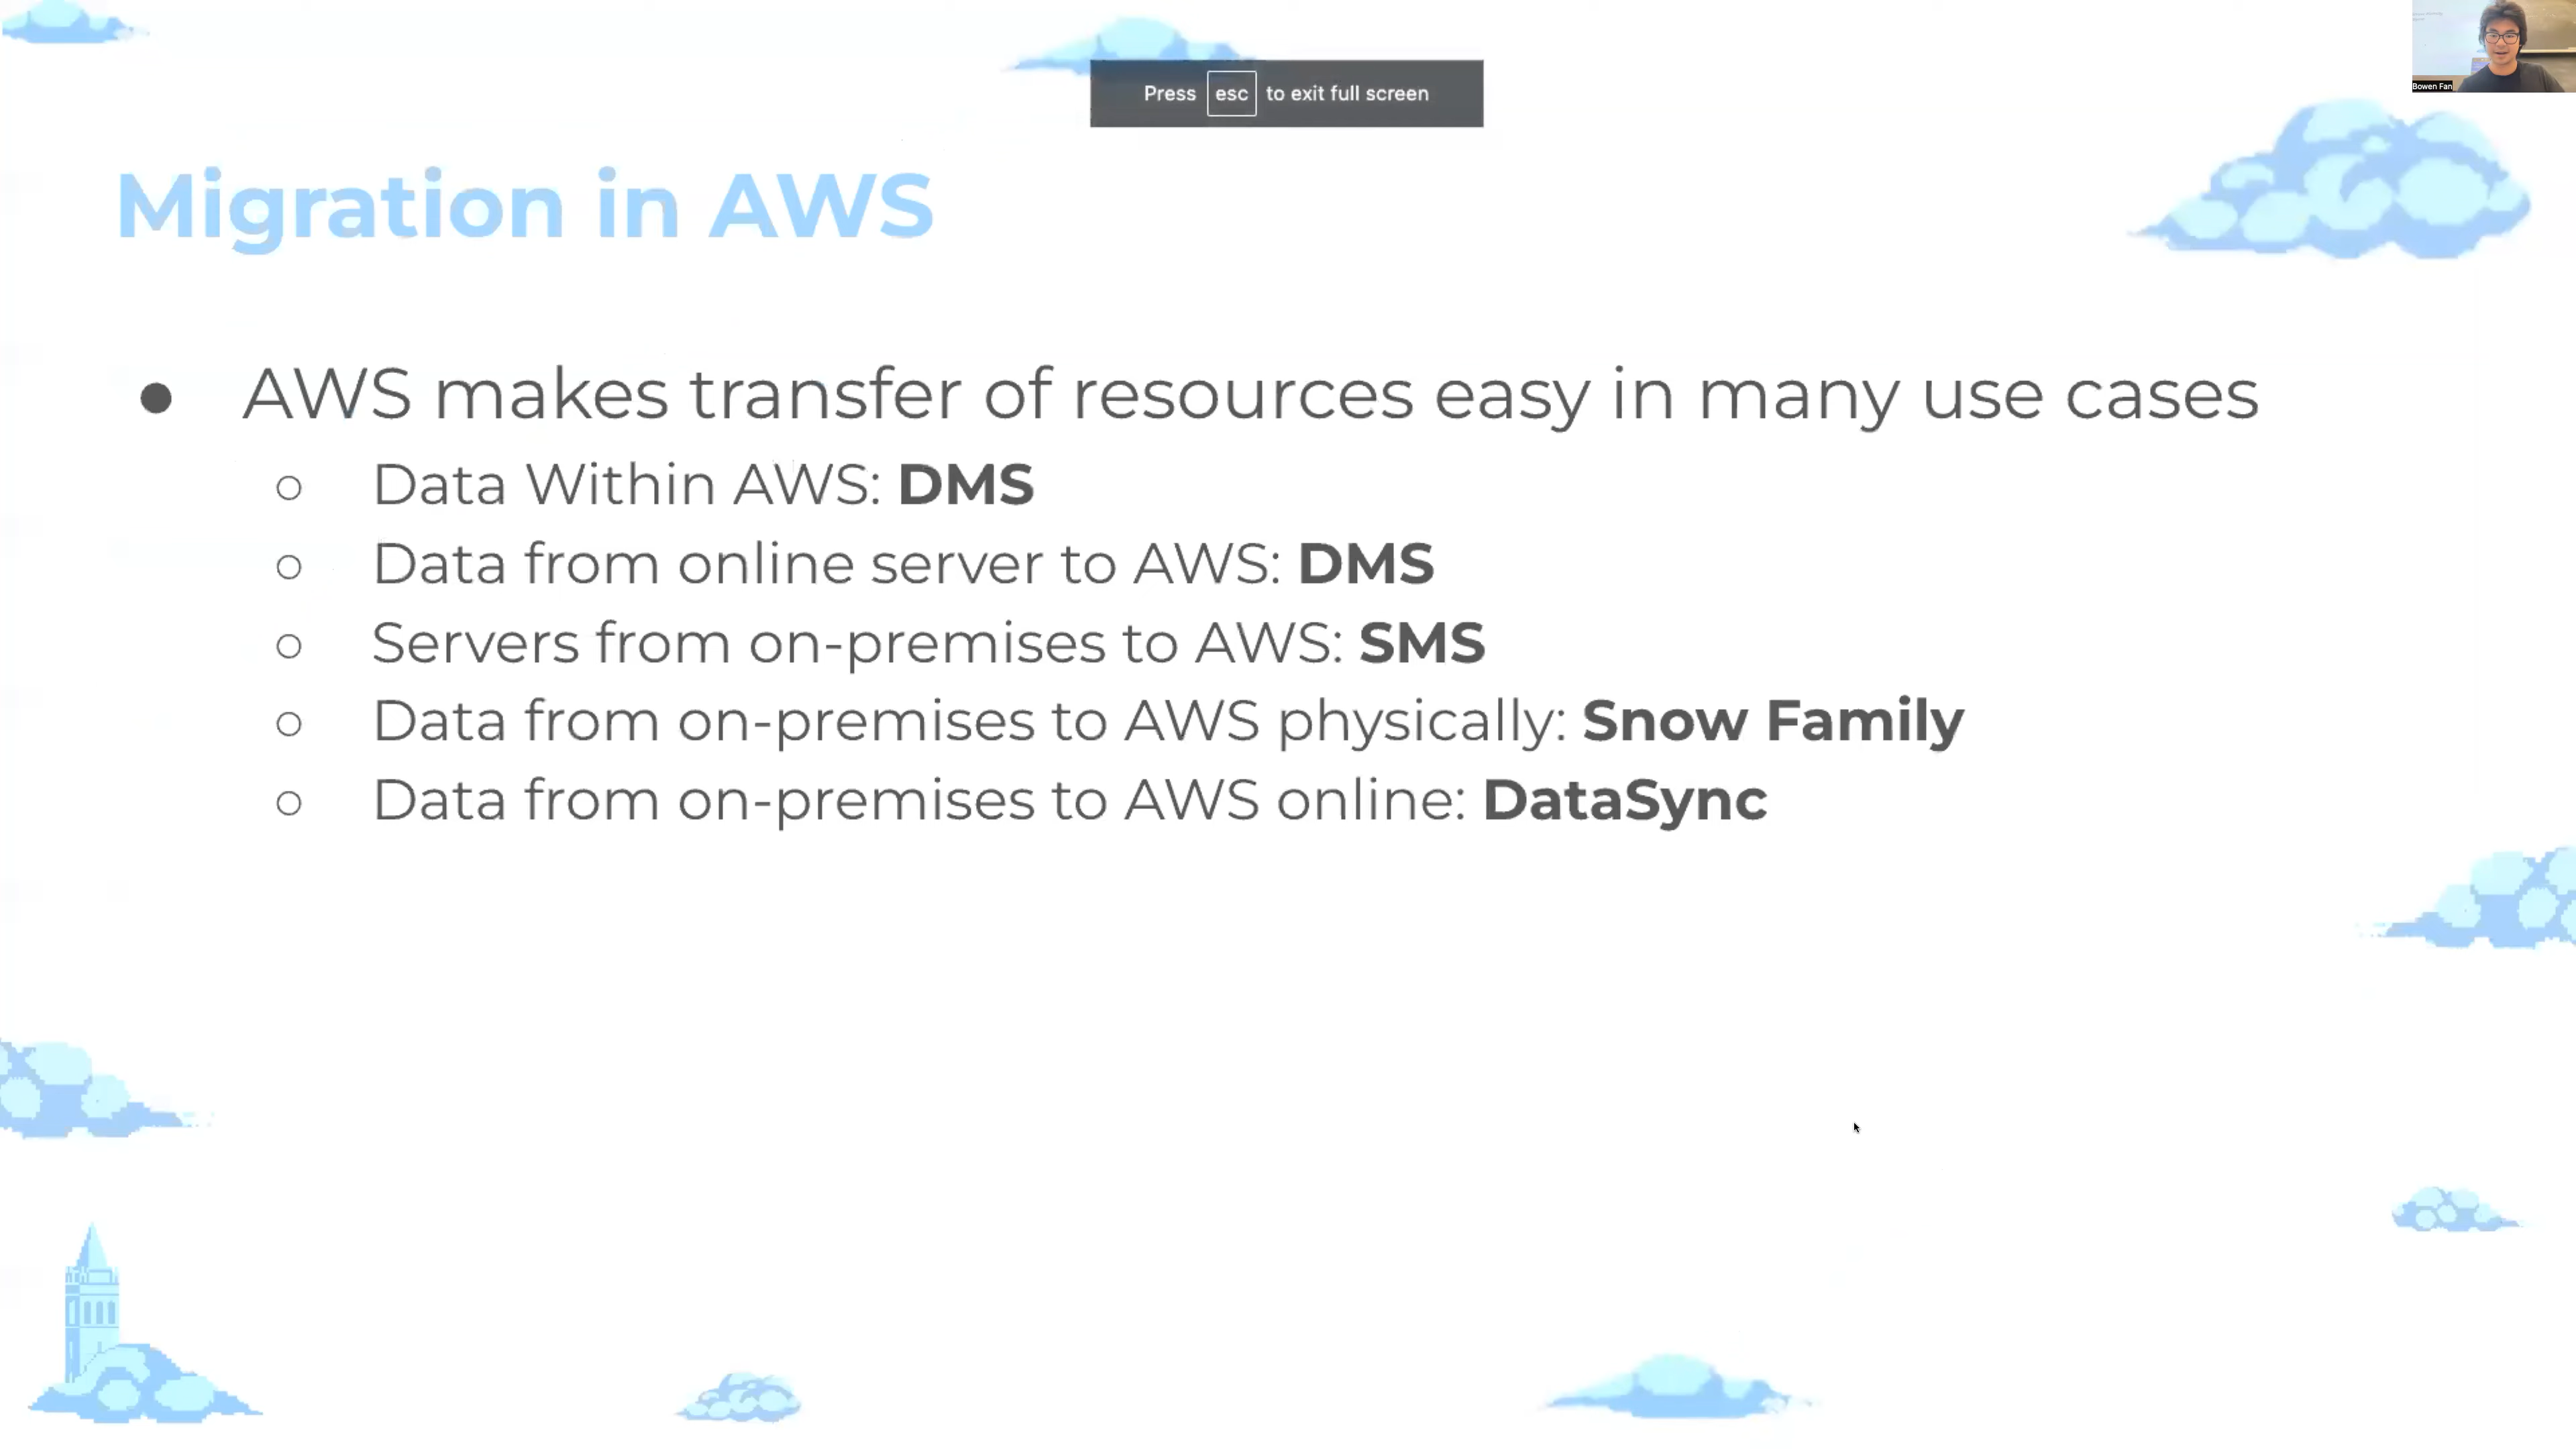 Press esc to exit full screen
Bowen Fan
Migration in AWS
● AWS makes transfer of resources easy in many use cases
○ Data Within AWS: DMS
○ Data from online server to AWS: DMS
○ Servers from on-premises to AWS: SMS
○ Data from on-premises to AWS physically: Snow Family
○ Data from on-premises to AWS online: DataSync